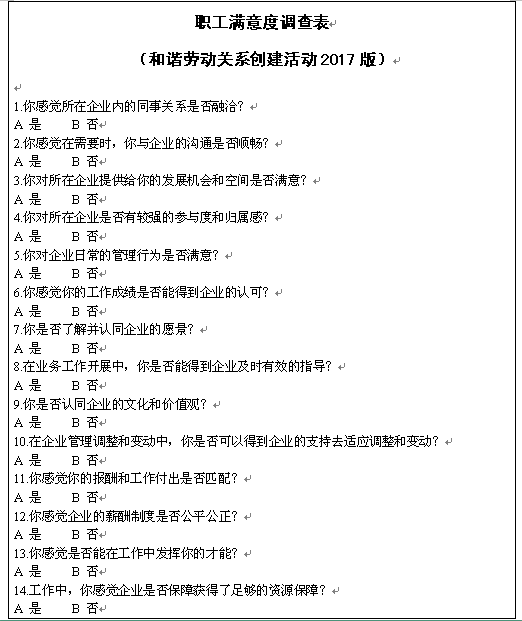 职工满意度调查表
（和谐劳动关系创建活动2017版）
1.你感觉所在企业内的同事关系是否融洽？
A 是 B 否
2.你感觉在需要时，你与企业的沟通是否顺畅？
A 是 B 否
3.你对所在企业提供给你的发展机会和空间是否满意？
A 是 B 否
4.你对所在企业是否有较强的参与度和归属感？
A 是 B 否
5.你对企业日常的管理行为是否满意？
A 是 B 否
6.你感觉你的工作成绩是否能得到企业的认可？
A 是 B 否
7.你是否了解并认同企业的愿景？
A 是 B 否
8.在业务工作开展中，你是否能得到企业及时有效的指导？
A 是 B 否
9.你是否认同企业的文化和价值观？
A 是 B 否
10.在企业管理调整和变动中，你是否可以得到企业的支持去适应调整和变动？
A 是 B 否
11.你感觉你的报酬和工作付出是否匹配？
A 是 B 否
12.你感觉企业的薪酬制度是否公平公正？
A 是 B 否
13.你感觉是否能在工作中发挥你的才能？
A 是 B 否
14.工作中，你感觉企业是否保障获得了足够的资源保障？
A 是 B 否